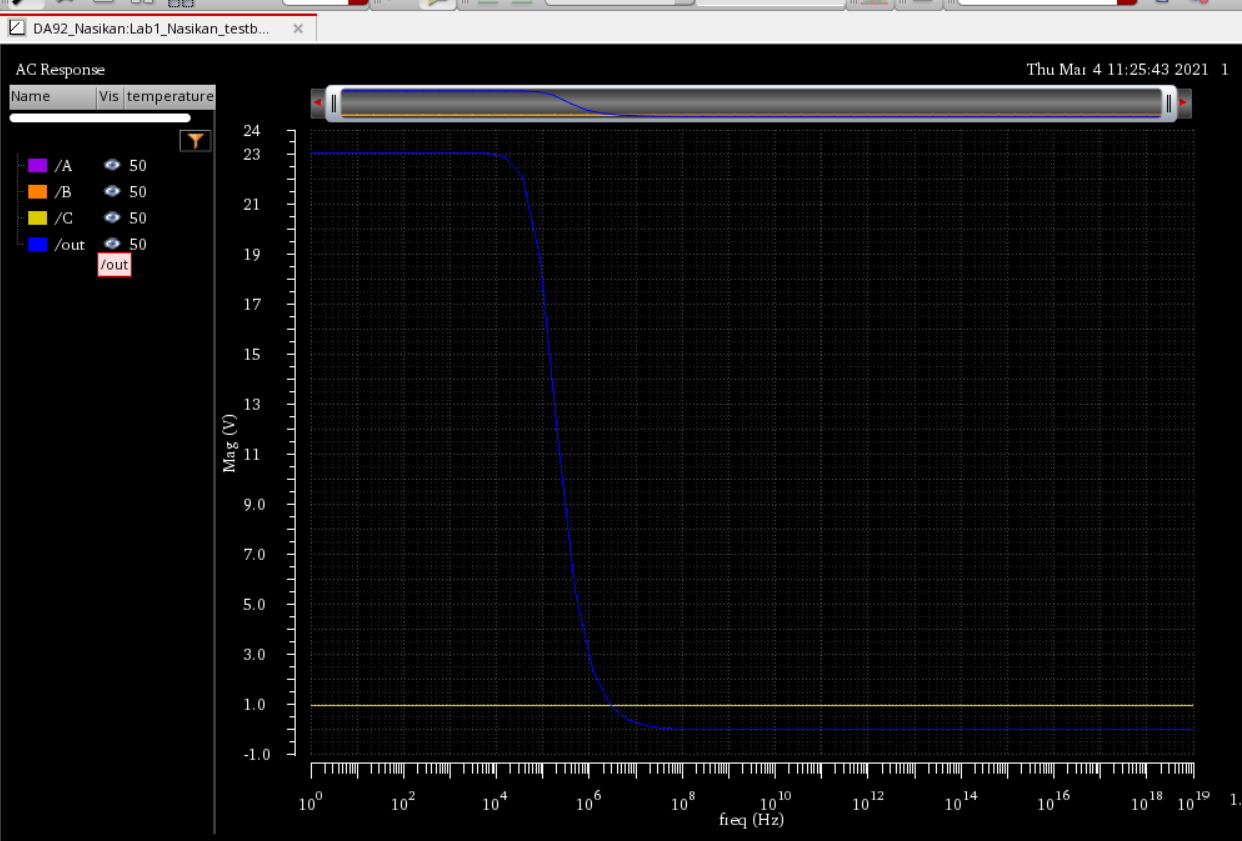 DA92_Nasikan:Lab1_Nasikan_testb...
AC Response
Thu Mar 4 11:25:43 2021 1
Name Vis temperature
/A 50
/B 50
/C 50
/out 50
/out
24
23
21
19
17
15
13
11
9.0
7.0
5.0
3.0
1.0
-1.0
Mag (V)
10⁰ 10² 10⁴ 10⁶ 10⁸ 10¹⁰ 10¹² 10¹⁴ 10¹⁶ 10¹⁸ 10¹⁹ 1.
freq (Hz)